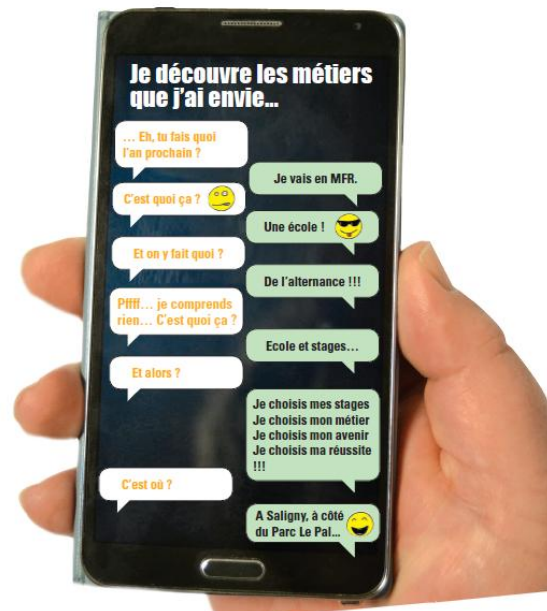 Je découvre les métiers
que j'ai envie...
... Eh, tu fais quoi
l'an prochain ?
Je vais en MFR.
C'est quoi ça ?
Une école !
Et on y fait quoi ?
De l'alternance !!!
Pffff... je comprends
rien... C'est quoi ça ?
Ecole et stages...
Et alors ?
Je choisis mes stages
Je choisis mon métier
Je choisis mon avenir
Je choisis ma réussite
!!!
C'est où ?
A Saligny, à côté
du Parc Le Pal...